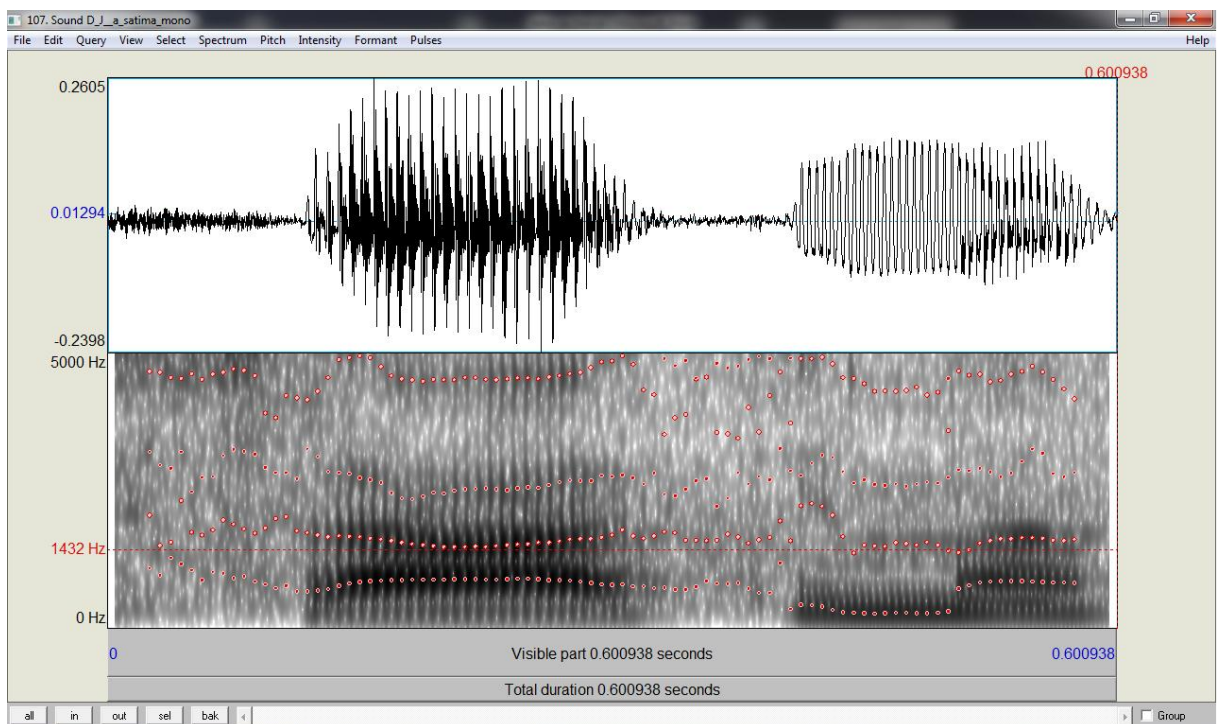 107. Sound D_J__a_satima_mono
File Edit Query View Select Spectrum Pitch Intensity Formant Pulses Help
0.600938
0.2605
0.01294
-0.2398
5000 Hz
1432 Hz
0 Hz
0 Visible part 0.600938 seconds 0.600938
Total duration 0.600938 seconds
all in out sel bak Group